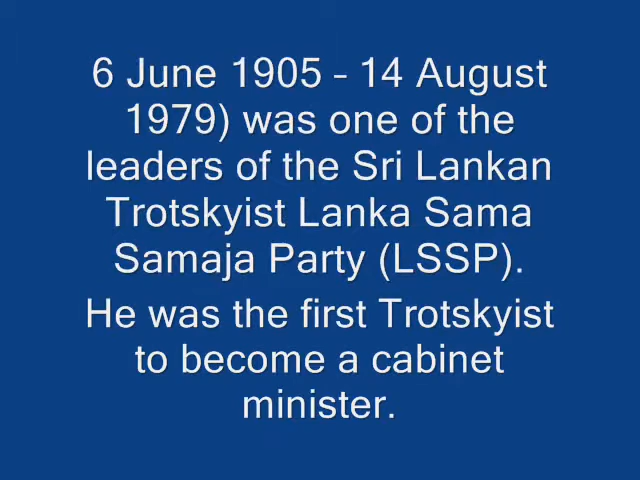 6 June 1905 – 14 August
1979) was one of the
leaders of the Sri Lankan
Trotskyist Lanka Sama
Samaja Party (LSSP).
He was the first Trotskyist
to become a cabinet
minister.